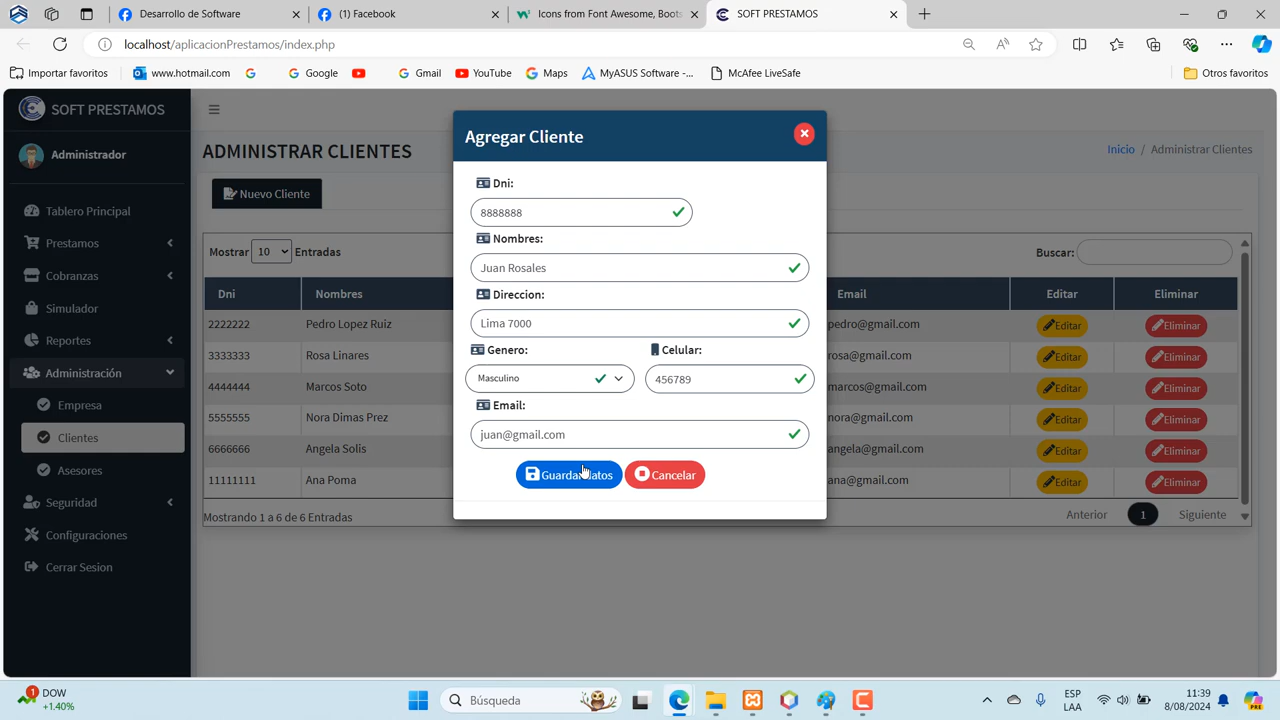 Desarrollo de Software
(1) Facebook
Icons from Font Awesome, Boots
SOFT PRESTAMOS
localhost/aplicacionPrestamos/index.php
Importar favoritos
www.hotmail.com
Google
Gmail
YouTube
Maps
MyASUS Software -...
McAfee LiveSafe
Otros favoritos
SOFT PRESTAMOS
Administrador
Tablero Principal
Prestamos
Cobranzas
Simulador
Reportes
Administración
Empresa
Clientes
Asesores
Seguridad
Configuraciones
Cerrar Sesion
ADMINISTRAR CLIENTES
Inicio / Administrar Clientes
Nuevo Cliente
Mostrar 10 Entradas
Buscar:
Dni Nombres Email Editar Eliminar
2222222 Pedro Lopez Ruiz pedro@gmail.com Editar Eliminar
3333333 Rosa Linares rosa@gmail.com Editar Eliminar
4444444 Marcos Soto marcos@gmail.com Editar Eliminar
5555555 Nora Dimas Prez nora@gmail.com Editar Eliminar
6666666 Angela Solis angela@gmail.com Editar Eliminar
11111111 Ana Poma ana@gmail.com Editar Eliminar
Mostrando 1 a 6 de 6 Entradas
Anterior 1 Siguiente
Agregar Cliente
Dni:
8888888
Nombres:
Juan Rosales
Direccion:
Lima 7000
Genero: Celular:
Masculino 456789
Email:
juan@gmail.com
Guardar Datos Cancelar
1
DOW
+1.40%
Búsqueda
ESP
LAA
11:39
8/08/2024
PRE